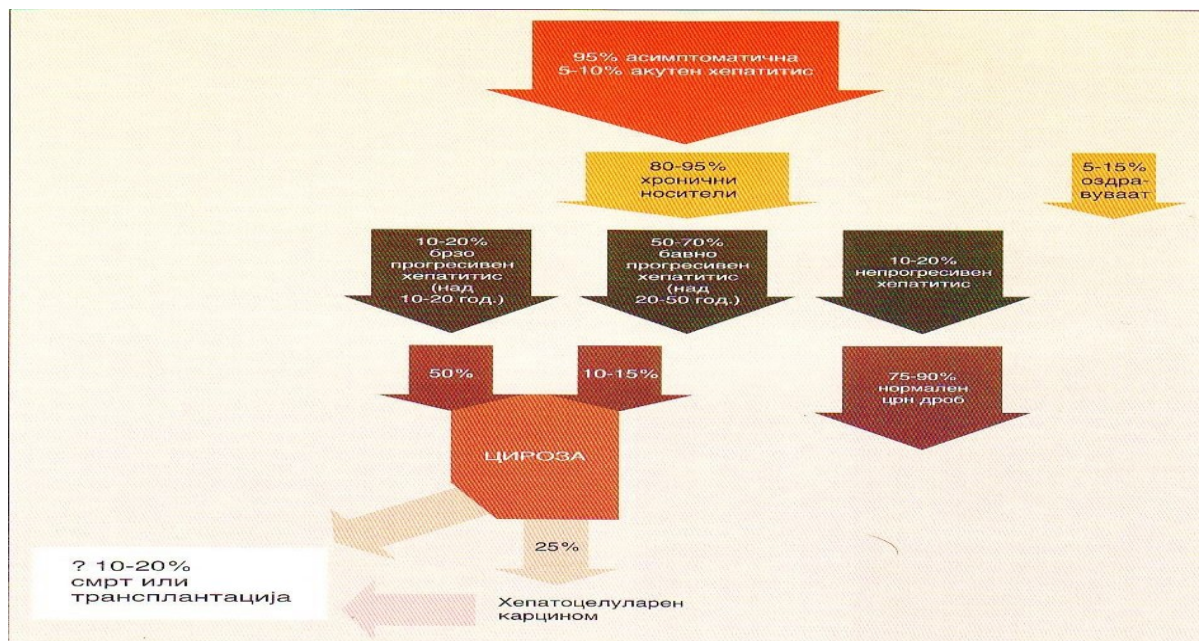 95% асимптоматична
5-10% акутен хепатитис
80-95%
хронични
носители
5-15%
оздра-
вуваат
10-20%
брзо
прогресивен
хепатитис
(над
10-20 год.)
50-70%
бавно
прогресивен
хепатитис
(над
20-50 год.)
10-20%
непрогресивен
хепатитис
50%
10-15%
75-90%
нормален
црн дроб
ЦИРОЗА
25%
? 10-20%
смрт или
трансплантација
Хепатоцелуларен
карцином